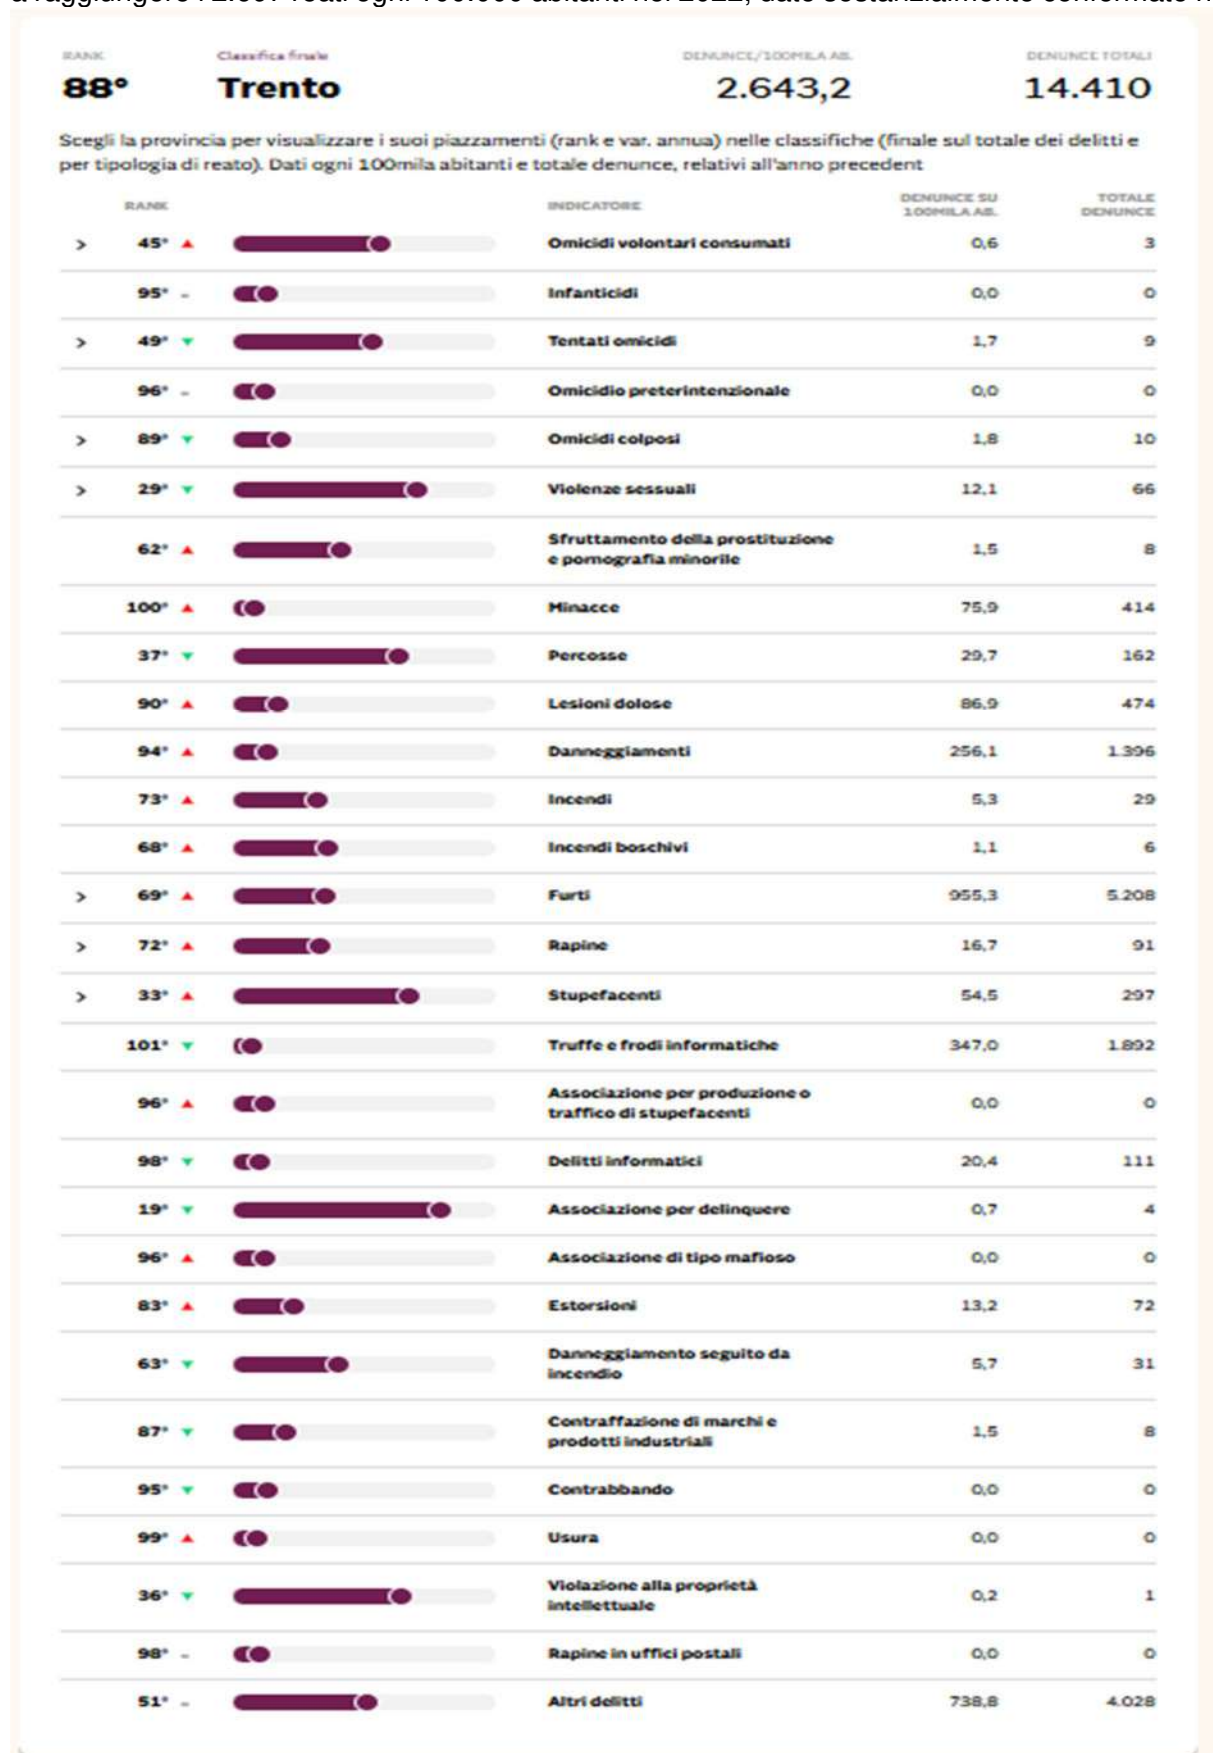 RANK Classifica finale DENUNCE/100MILA AB. DENUNCE TOTALI
88° Trento 2.643,2 14.410
Scegli la provincia per visualizzare i suoi piazzamenti (rank e var. annua) nelle classifiche (finale sul totale dei delitti e
per tipologia di reato). Dati ogni 100mila abitanti e totale denunce, relativi all'anno precedent
RANK INDICATORE DENUNCE SU 100MILA AB. TOTALE DENUNCE
> 45° ▲ Omicidi volontari consumati 0,6 3
95° - Infanticidi 0,0 0
> 49° ▼ Tentati omicidi 1,7 9
96° - Omicidio preterintenzionale 0,0 0
> 89° ▼ Omicidi colposi 1,8 10
> 29° ▼ Violenze sessuali 12,1 66
62° ▲ Sfruttamento della prostituzione e pornografia minorile 1,5 8
100° ▲ Minacce 75,9 414
37° ▼ Percosse 29,7 162
90° ▲ Lesioni dolose 86,9 474
94° ▲ Danneggiamenti 256,1 1.396
73° ▲ Incendi 5,3 29
68° ▲ Incendi boschivi 1,1 6
> 69° ▲ Furti 955,3 5.208
> 72° ▲ Rapine 16,7 91
> 33° ▲ Stupefacenti 54,5 297
101° ▼ Truffe e frodi informatiche 347,0 1.892
96° ▲ Associazione per produzione o traffico di stupefacenti 0,0 0
98° ▼ Delitti informatici 20,4 111
19° ▼ Associazione per delinquere 0,7 4
96° ▲ Associazione di tipo mafioso 0,0 0
83° ▲ Estorsioni 13,2 72
63° ▼ Danneggiamento seguito da incendio 5,7 31
87° ▼ Contraffazione di marchi e prodotti industriali 1,5 8
95° ▼ Contrabbando 0,0 0
99° ▲ Usura 0,0 0
36° ▼ Violazione alla proprietà intellettuale 0,2 1
98° - Rapine in uffici postali 0,0 0
51° - Altri delitti 738,8 4.028